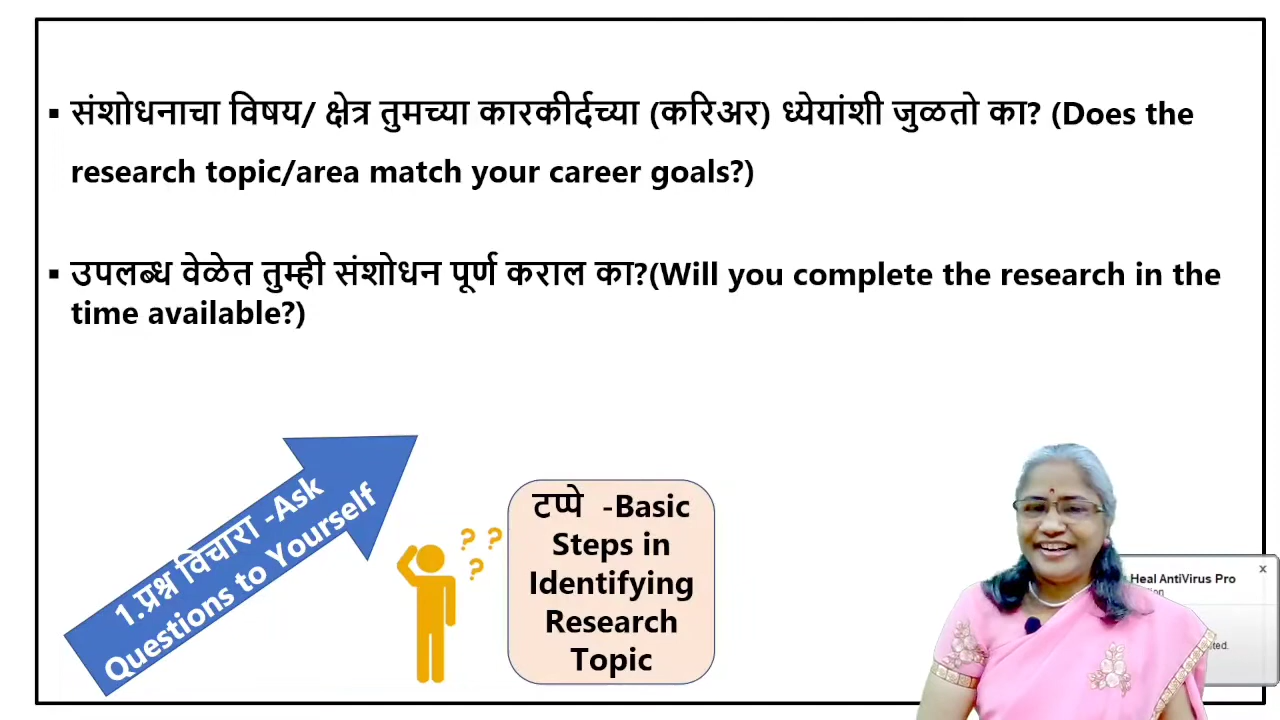 ▪ संशोधनाचा विषय/ क्षेत्र तुमच्या कारकीर्दच्या (करिअर) ध्येयांशी जुळतो का? (Does the
research topic/area match your career goals?)
▪ उपलब्ध वेळेत तुम्ही संशोधन पूर्ण कराल का?(Will you complete the research in the
time available?)
1.प्रश्न विचारा -Ask
Questions to Yourself
? ?
?
टप्पे -Basic
Steps in
Identifying
Research
Topic
Heal AntiVirus Pro
x